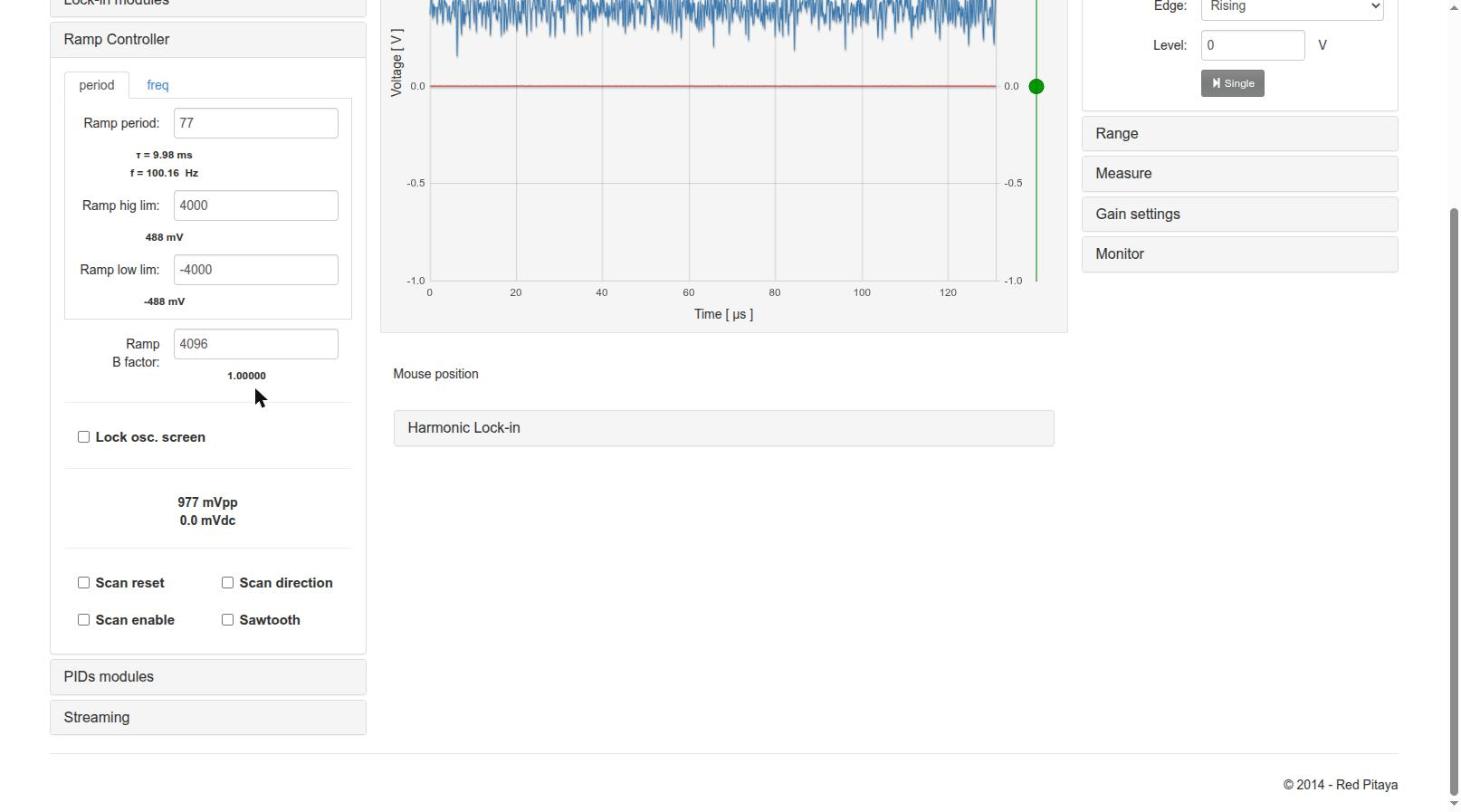 Lock-in modules
Ramp Controller
period freq
Ramp period: 77
τ = 9.98 ms
f = 100.16 Hz
Ramp hig lim: 4000
488 mV
Ramp low lim: -4000
-488 mV
Ramp
B factor: 4096
1.00000
Lock osc. screen
977 mVpp
0.0 mVdc
Scan reset Scan direction
Scan enable Sawtooth
PIDs modules
Streaming
Voltage [ V ]
0.0 0.0
-0.5 -0.5
-1.0 -1.0
0 20 40 60 80 100 120
Time [ µs ]
Mouse position
Harmonic Lock-in
Edge: Rising
Level: 0 V
Single
Range
Measure
Gain settings
Monitor
© 2014 - Red Pitaya